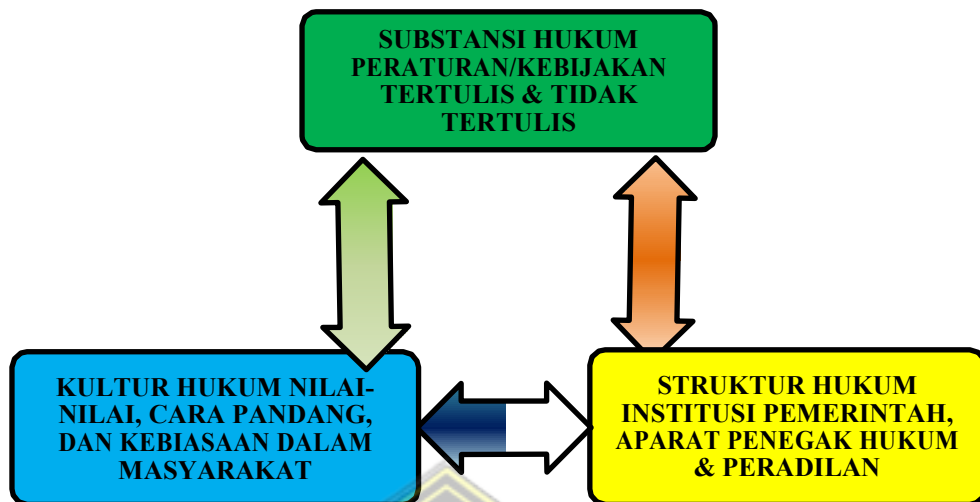 SUBSTANSI HUKUM
PERATURAN/KEBIJAKAN
TERTULIS & TIDAK
TERTULIS
KULTUR HUKUM NILAI-
NILAI, CARA PANDANG,
DAN KEBIASAAN DALAM
MASYARAKAT
STRUKTUR HUKUM
INSTITUSI PEMERINTAH,
APARAT PENEGAK HUKUM
& PERADILAN